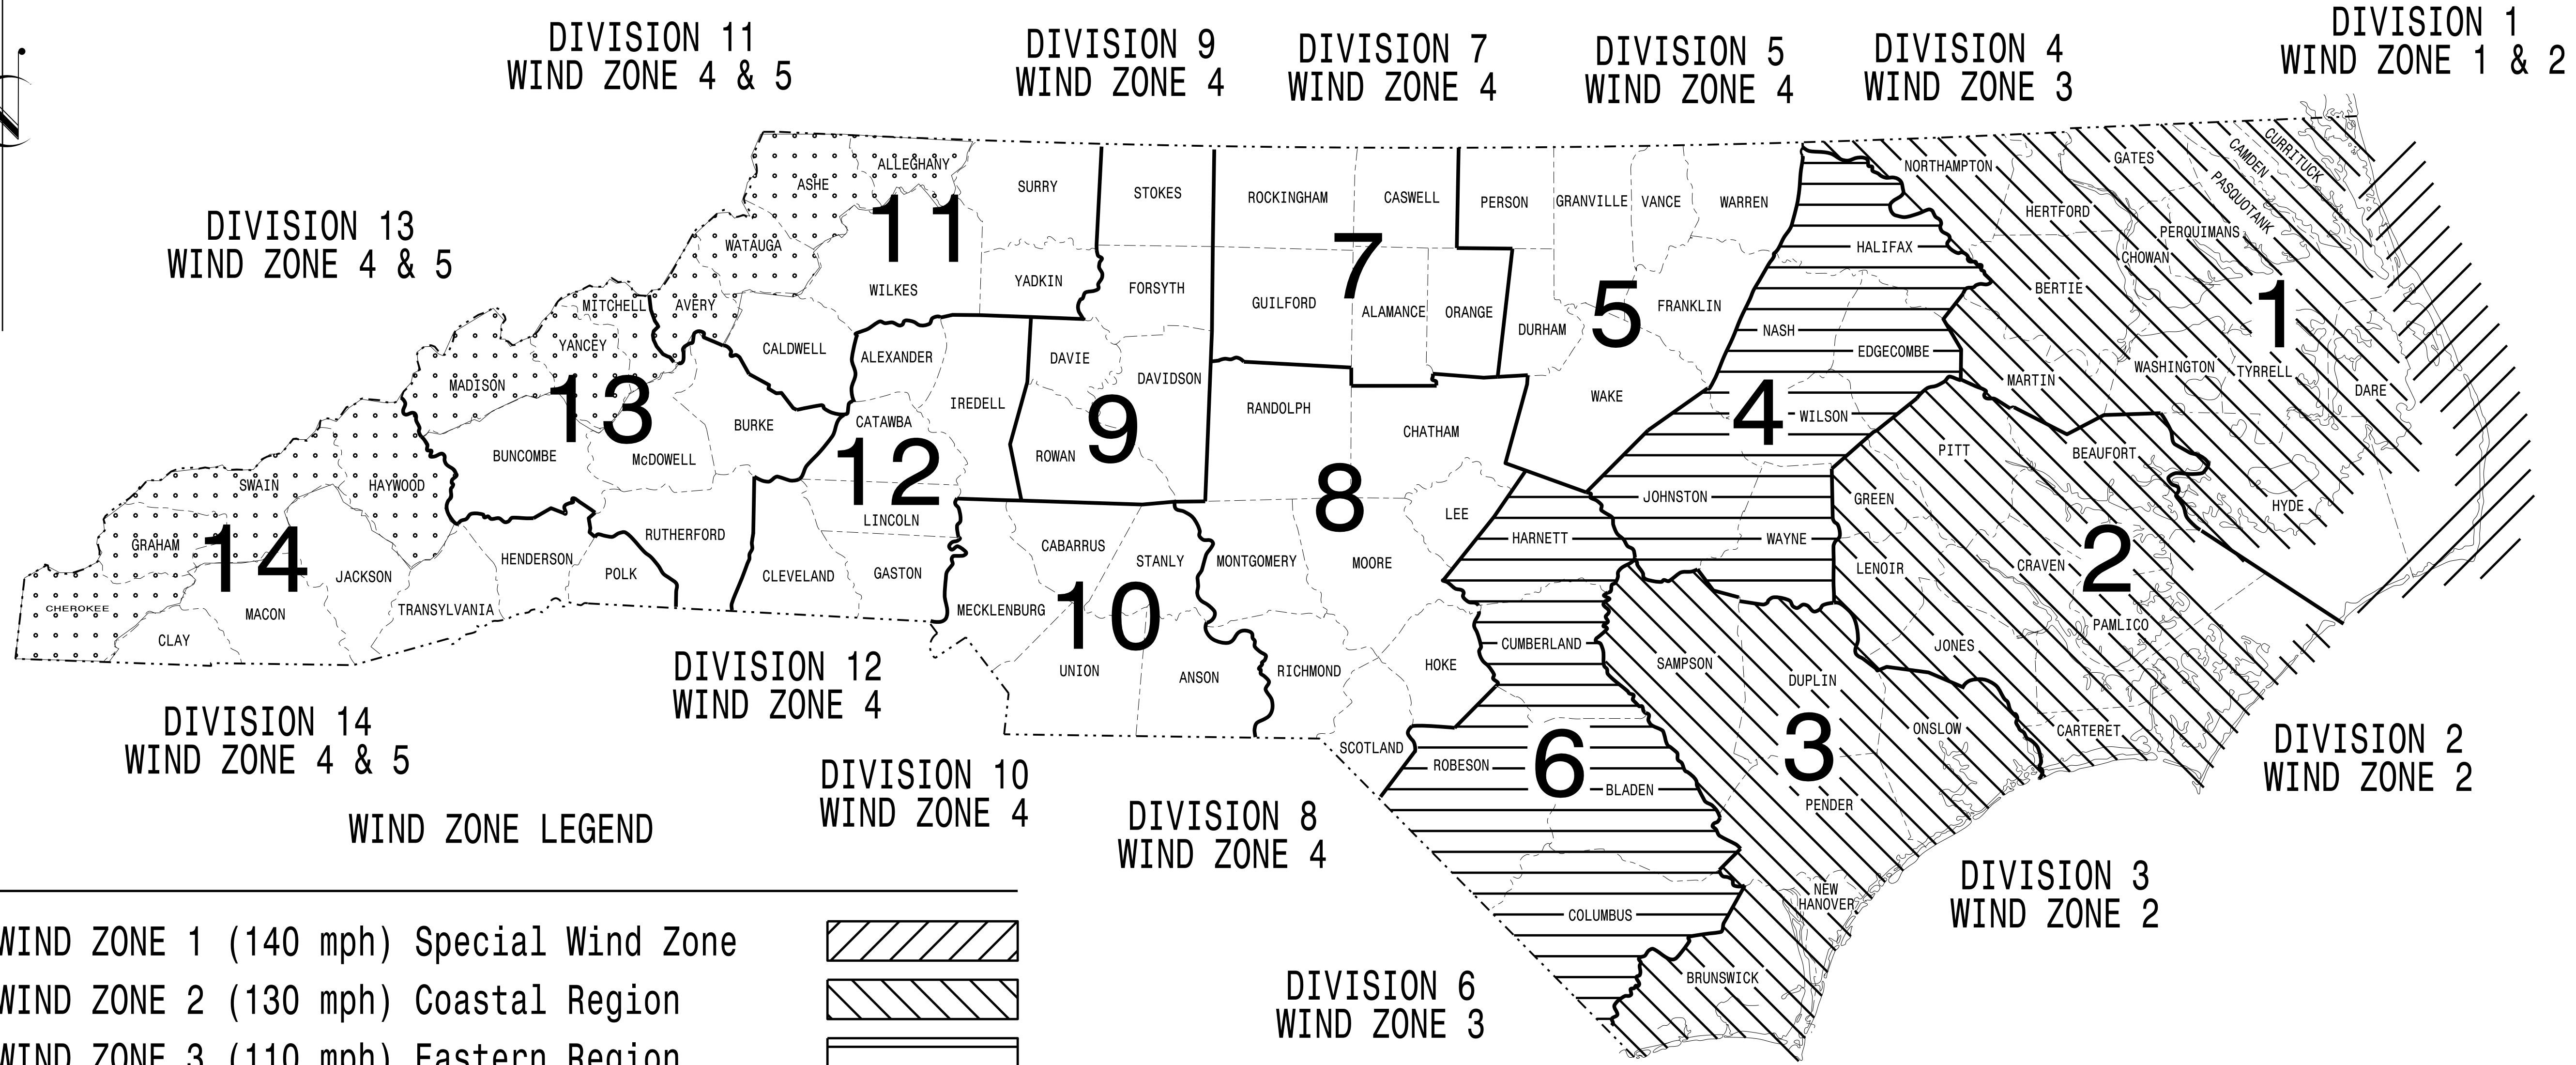 DIVISION 11
WIND ZONE 4 & 5
DIVISION 9
WIND ZONE 4
DIVISION 7
WIND ZONE 4
DIVISION 5
WIND ZONE 4
DIVISION 4
WIND ZONE 3
DIVISION 1
WIND ZONE 1 & 2
DIVISION 13
WIND ZONE 4 & 5
ALLEGHANY
ASHE
SURRY
STOKES
ROCKINGHAM
CASWELL
PERSON
GRANVILLE
VANCE
WARREN
NORTHAMPTON
GATES
CAMDEN
CURRITUCK
PASQUOTANK
HERTFORD
PERQUIMANS
CHOWAN
HALIFAX
WATAUGA
11
7
WILKES
YADKIN
FORSYTH
GUILFORD
ALAMANCE
ORANGE
DURHAM
5
FRANKLIN
NASH
EDGECOMBE
BERTIE
1
MITCHELL
AVERY
YANCEY
CALDWELL
ALEXANDER
DAVIE
DAVIDSON
MADISON
13
IREDELL
9
RANDOLPH
WAKE
4
WILSON
MARTIN
WASHINGTON
TYRRELL
DARE
BURKE
CATAWBA
CHATHAM
BUNCOMBE
McDOWELL
12
ROWAN
PITT
BEAUFORT
SWAIN
HAYWOOD
8
JOHNSTON
GREEN
HYDE
LINCOLN
LEE
GRAHAM
14
RUTHERFORD
CABARRUS
STANLY
MONTGOMERY
MOORE
HARNETT
WAYNE
LENOIR
CRAVEN
2
HENDERSON
POLK
CLEVELAND
GASTON
JACKSON
CHEROKEE
MACON
TRANSYLVANIA
MECKLENBURG
10
PAMLICO
CLAY
UNION
ANSON
RICHMOND
HOKE
CUMBERLAND
SAMPSON
DUPLIN
JONES
DIVISION 12
WIND ZONE 4
DIVISION 14
WIND ZONE 4 & 5
SCOTLAND
ROBESON
6
BLADEN
3
ONSLOW
CARTERET
PENDER
DIVISION 2
WIND ZONE 2
DIVISION 10
WIND ZONE 4
DIVISION 8
WIND ZONE 4
NEW
HANOVER
COLUMBUS
BRUNSWICK
DIVISION 3
WIND ZONE 2
DIVISION 6
WIND ZONE 3
WIND ZONE LEGEND
WIND ZONE 1 (140 mph) Special Wind Zone
WIND ZONE 2 (130 mph) Coastal Region
WIND ZONE 3 (110 mph) Eastern Region